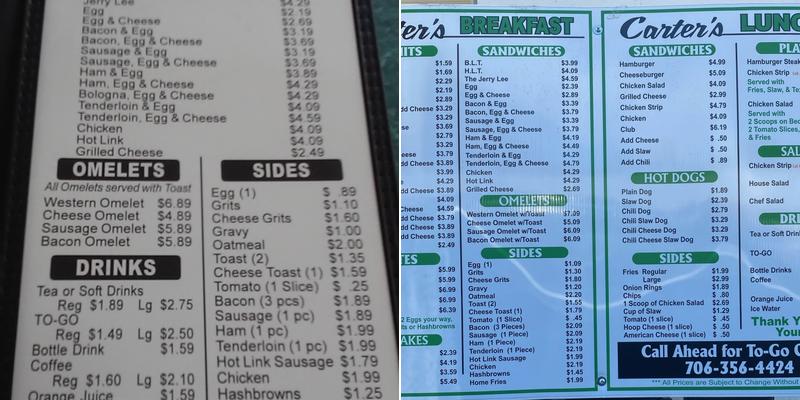 Jerry Lee $4.29
Egg $2.19
Egg & Cheese $2.69
Bacon & Egg $3.19
Bacon, Egg & Cheese $3.69
Sausage & Egg $3.19
Sausage, Egg & Cheese $3.69
Ham & Egg $3.89
Ham, Egg & Cheese $4.29
Bologna, Egg & Cheese $4.29
Tenderloin & Egg $4.09
Tenderloin, Egg & Cheese $4.59
Chicken $4.09
Hot Link $4.09
Grilled Cheese $2.49
OMELETS
All Omelets served with Toast
Western Omelet $6.89
Cheese Omelet $4.89
Sausage Omelet $5.89
Bacon Omelet $5.89
DRINKS
Tea or Soft Drinks
Reg $1.89 Lg $2.75
TO-GO
Reg $1.49 Lg $2.50
Bottle Drink $1.59
Coffee
Reg $1.60 Lg $2.10
Orange Juice $1.59
SIDES
Egg (1) $ .89
Grits $1.10
Cheese Grits $1.60
Gravy $1.00
Oatmeal $2.00
Toast (2) $1.35
Cheese Toast (1) $1.59
Tomato (1 Slice) $ .25
Bacon (3 pcs) $1.89
Sausage (1 pc) $1.89
Ham (1 pc) $1.99
Tenderloin (1 pc) $1.99
Hot Link Sausage $1.79
Chicken $1.99
Hashbrowns $1.25
ter's BREAKFAST
SANDWICHES
B.L.T. $3.99
H.L.T. $4.09
The Jerry Lee $4.59
Egg $2.39
Egg & Cheese $2.89
Bacon & Egg $3.39
Bacon, Egg & Cheese $3.79
Sausage & Egg $3.39
Sausage, Egg & Cheese $3.79
Ham & Egg $4.19
Ham, Egg & Cheese $4.49
Tenderloin & Egg $4.29
Tenderloin, Egg & Cheese $4.79
Chicken $4.29
Hot Link $4.29
Grilled Cheese $2.69
OMELETS
Western Omelet w/Toast $7.09
Cheese Omelet w/Toast $5.09
Sausage Omelet w/Toast $6.09
Bacon Omelet w/Toast $6.09
SIDES
Egg (1) $1.09
Grits $1.30
Cheese Grits $1.80
Gravy $1.20
Oatmeal $2.20
Toast (2) $1.55
Cheese Toast (1) $1.79
Tomato (1 Slice) $ .45
Bacon (3 Pieces) $2.09
Sausage (1 Piece) $2.09
Ham (1 Piece) $2.19
Tenderloin (1 Piece) $2.19
Hot Link Sausage $1.99
Chicken $2.19
Hashbrowns $1.45
Home Fries $1.99
Carter's LUNC
SANDWICHES
Hamburger $4.99
Cheeseburger $5.09
Chicken Salad $4.09
Grilled Cheese $2.99
Chicken Strip $4.79
Chicken $4.09
Club $6.19
Add Cheese $ .50
Add Slaw $ .50
Add Chili $ .89
HOT DOGS
Plain Dog $1.89
Slaw Dog $2.39
Chili Dog $2.79
Chili Cheese Dog $3.29
Chili Cheese Slaw Dog $3.79
SIDES
Fries Regular $1.99
Large $2.99
Onion Rings $1.89
Chips $ .80
1 Scoop of Chicken Salad $2.69
Cup of Slaw $1.29
Tomato (1 slice) $ .45
Hoop Cheese (1 slice) $ .50
American Cheese (1 slice) $ .50
Call Ahead for To-Go O
706-356-4424
*** All Prices are Subject to Change Without
PLA
Hamburger Steak
Chicken Strip
Served with
Fries, Slaw, & Te
Chicken Salad
Served with
2 Scoops on Bed
2 Tomato Slices,
& Fries
SAL
Chicken Strip
House Salad
Chef Salad
DRI
Tea or Soft Drink
TO-GO
Bottle Drinks
Coffee
Orange Juice
Ice Water
Thank Y
Your